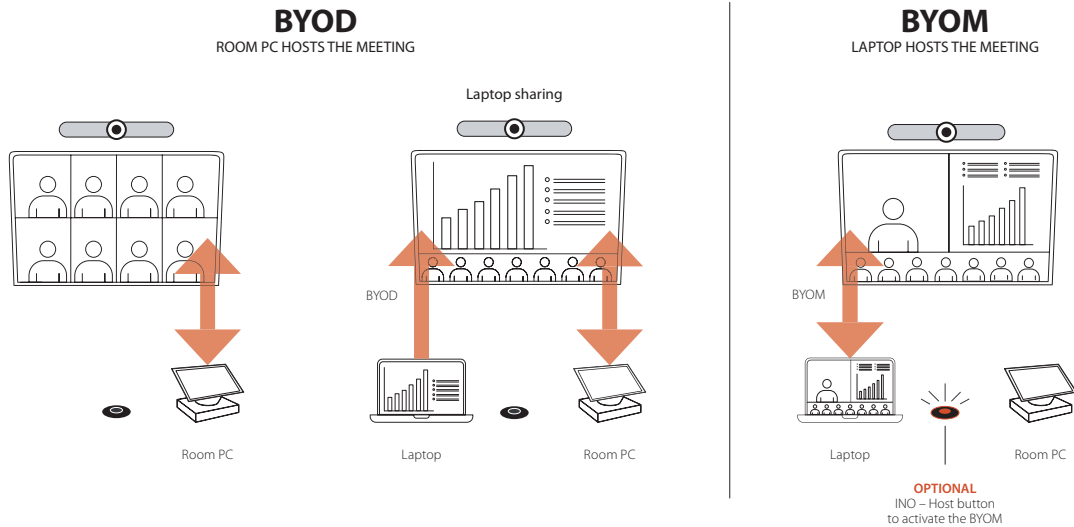 BYOD
ROOM PC HOSTS THE MEETING
Laptop sharing
BYOD
Room PC
Laptop
Room PC
BYOM
LAPTOP HOSTS THE MEETING
BYOM
Laptop
Room PC
OPTIONAL
INO – Host button
to activate the BYOM